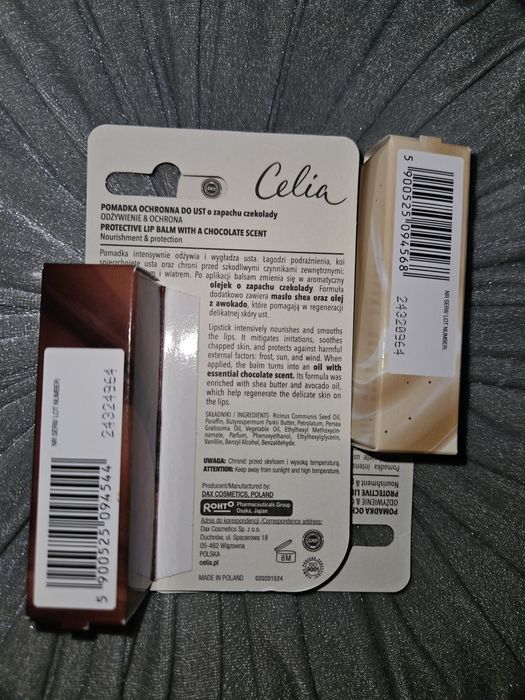 Celia
POMADKA OCHRONNA DO UST o zapachu czekolady
ODŻYWIENIE & OCHRONA
PROTECTIVE LIP BALM WITH A CHOCOLATE SCENT
Nourishment & protection
Pomadka intensywnie odżywia i wygładza usta. Łagodzi podrażnienia, koi
spierzchnięte usta oraz chroni przed szkodliwymi czynnikami zewnętrznymi:
i wiatrem. Po aplikacji balsam zmienia się w aromatyczny
olejek o zapachu czekolady. Formuła
dodatkowo zawiera masło shea oraz olej
z awokado, które pomagają w regeneracji
delikatnej skóry ust.
Lipstick intensively nourishes and smooths
the lips. It mitigates irritations, soothes
chapped skin, and protects against harmful
external factors: frost, sun, and wind. When
applied, the balm turns into an oil with
essential chocolate scent. Its formula was
enriched with shea butter and avocado oil,
which help regenerate the delicate skin on
the lips.
SKŁADNIKI / INGREDIENTS: Ricinus Communis Seed Oil,
Paraffin, Butyrospermum Parkii Butter, Petrolatum, Persea
Gratissima Oil, Vegetable Oil, Ethylhexyl Methoxycin-
namate, Parfum, Phenoxyethanol, Ethylhexylglycerin,
Vanillin, Benzyl Alcohol, Benzaldehyde.
UWAGA: Chronić przed słońcem i wysoką temperaturą.
ATTENTION: Keep away from sunlight and high temperature.
Producent/Manufactured by:
DAX COSMETICS, POLAND
ROHTO Pharmaceuticals Group
Osaka, Japan
Adres do korespondencji /Correspondence address:
Dax Cosmetics Sp. z o.o.
Duchnów, ul. Spacerowa 18
05-462 Wiązowna
POLSKA
celia.pl
8M
GMP
ISO
9001
MADE IN POLAND 020201524
5 900525 094568
NR SERII/ LOT NUMBER:
24320964
NR SERII/ LOT NUMBER:
24324964
5 900525 094544
Pomadka intens
Nourishment &
PROTECTIVE LI
ODŻYWIENIE &
POMADKA OC